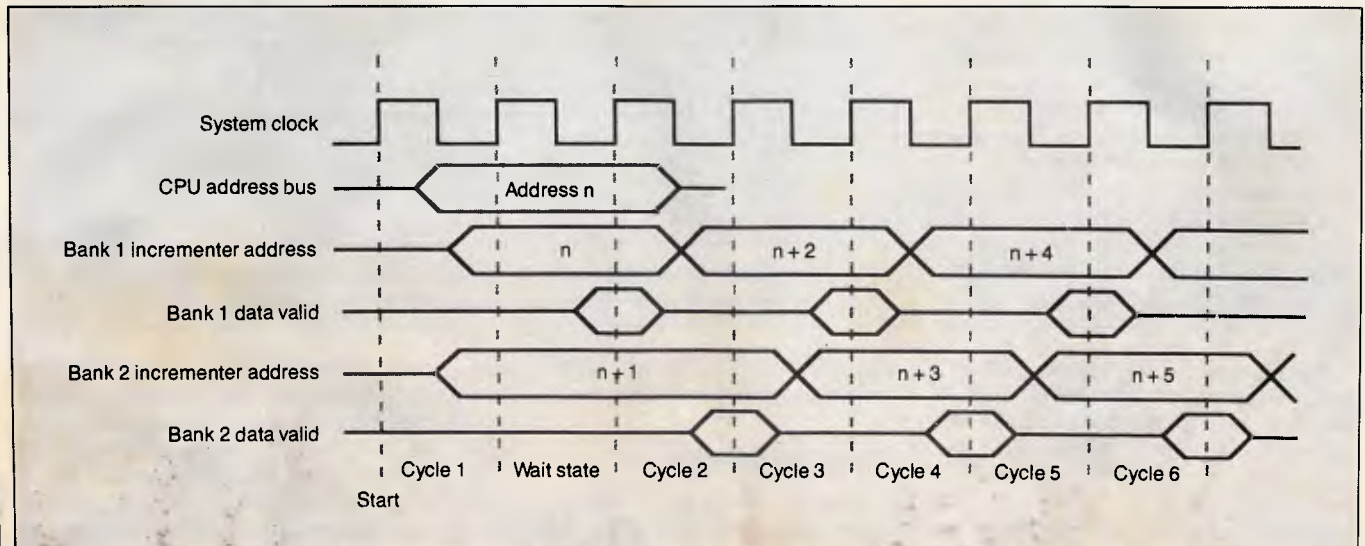 System clock
CPU address bus
Address n
Bank 1 incrementer address
n
n + 2
n + 4
Bank 1 data valid
Bank 2 incrementer address
n + 1
n + 3
n + 5
Bank 2 data valid
Cycle 1
Wait state
Cycle 2
Cycle 3
Cycle 4
Cycle 5
Cycle 6
Start